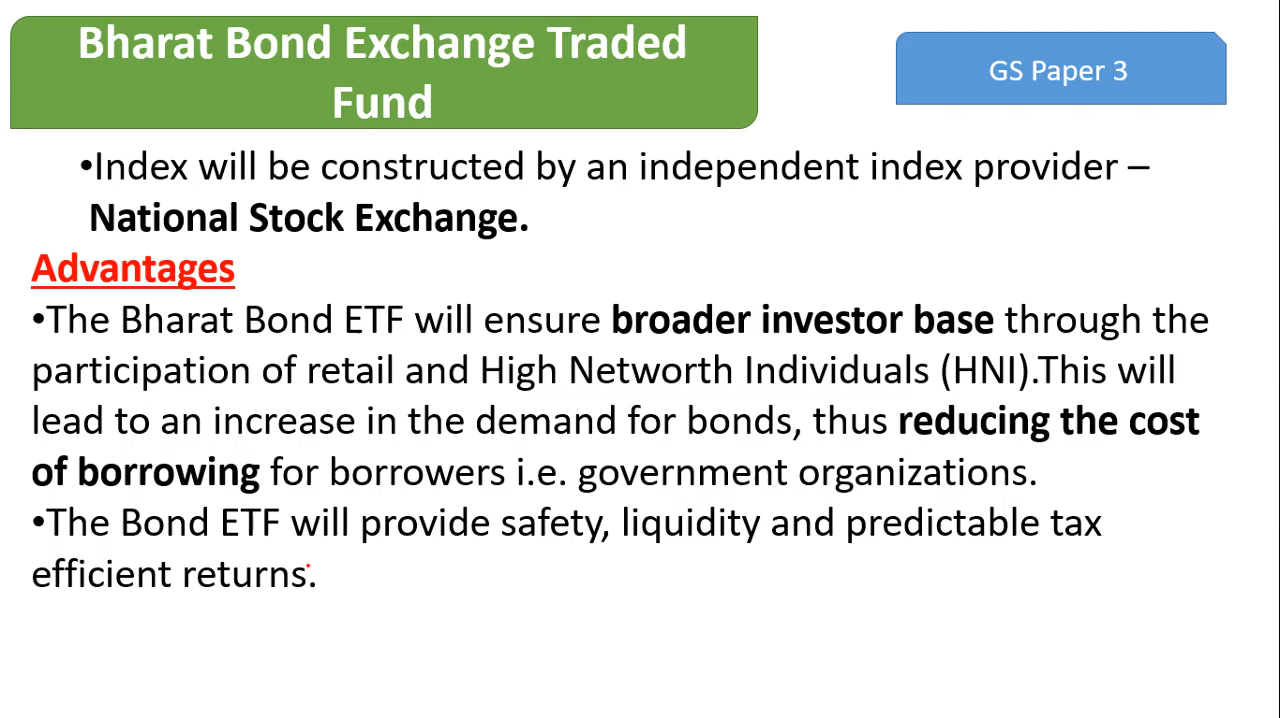 Bharat Bond Exchange Traded
Fund
GS Paper 3
•Index will be constructed by an independent index provider –
National Stock Exchange.
Advantages
•The Bharat Bond ETF will ensure broader investor base through the
participation of retail and High Networth Individuals (HNI).This will
lead to an increase in the demand for bonds, thus reducing the cost
of borrowing for borrowers i.e. government organizations.
•The Bond ETF will provide safety, liquidity and predictable tax
efficient returns.